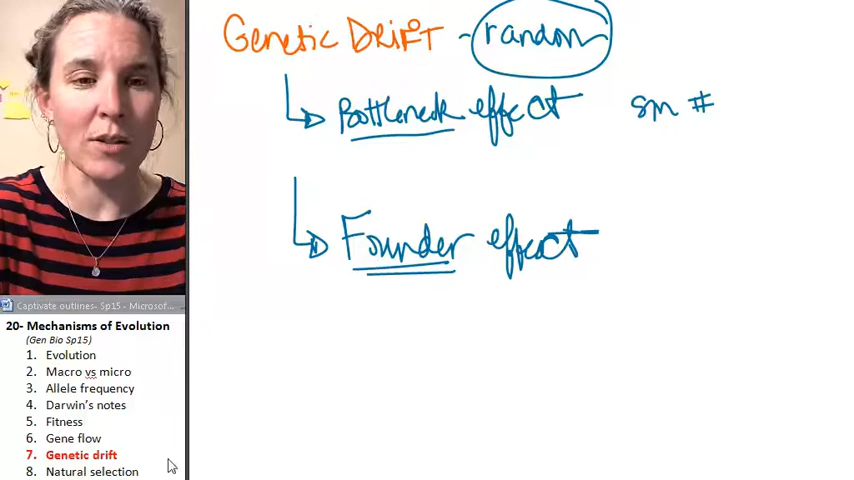 Genetic Drift - random
Bottleneck effect sm #
Founder effect
Captivate outlines- Sp15 - Microsof...
20- Mechanisms of Evolution
(Gen Bio Sp15)
1. Evolution
2. Macro vs micro
3. Allele frequency
4. Darwin's notes
5. Fitness
6. Gene flow
7. Genetic drift
8. Natural selection